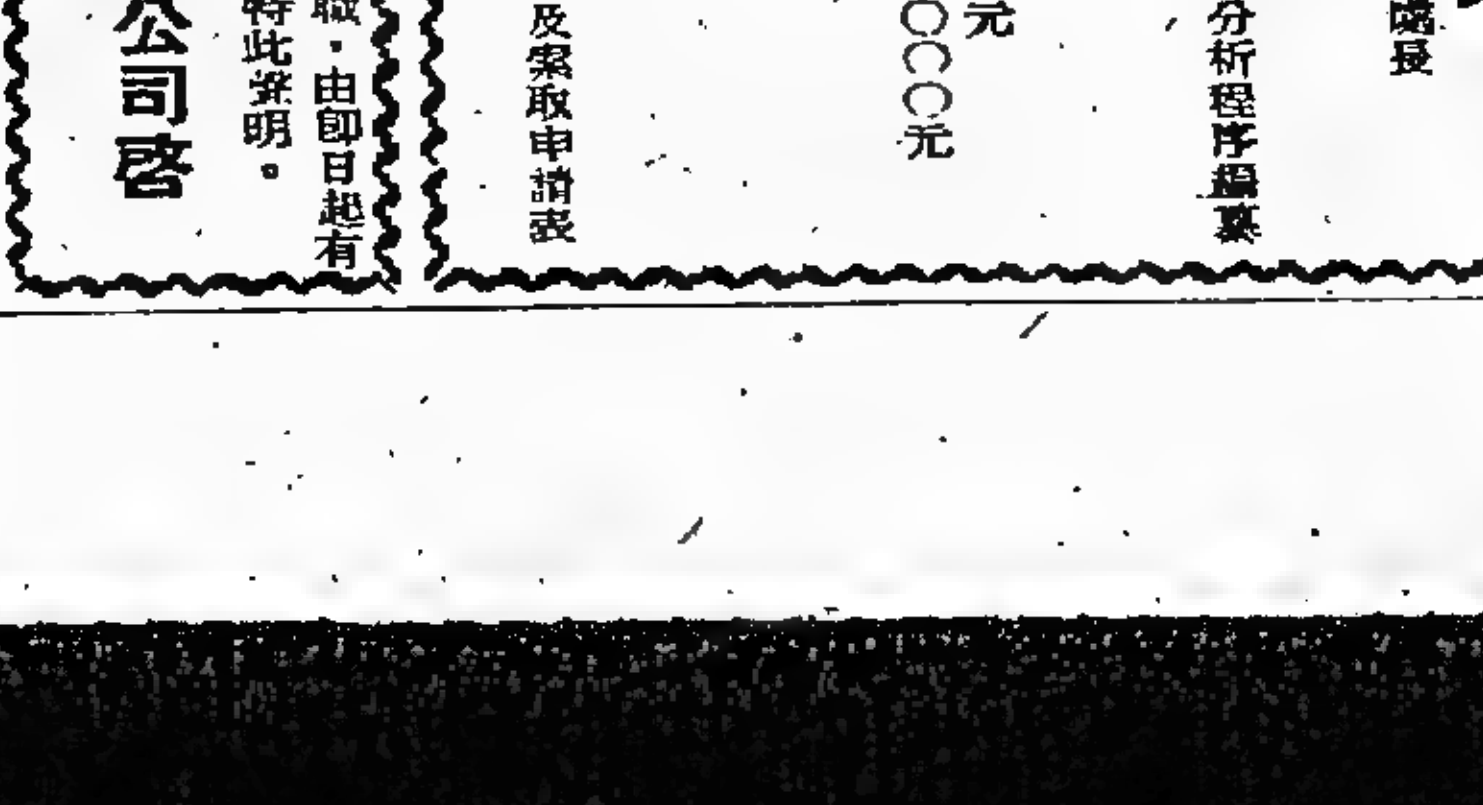 處長
分析程序編纂
元
〇〇〇元
及索取申請表
職，由卽日起有
特此聲明。
公司啓